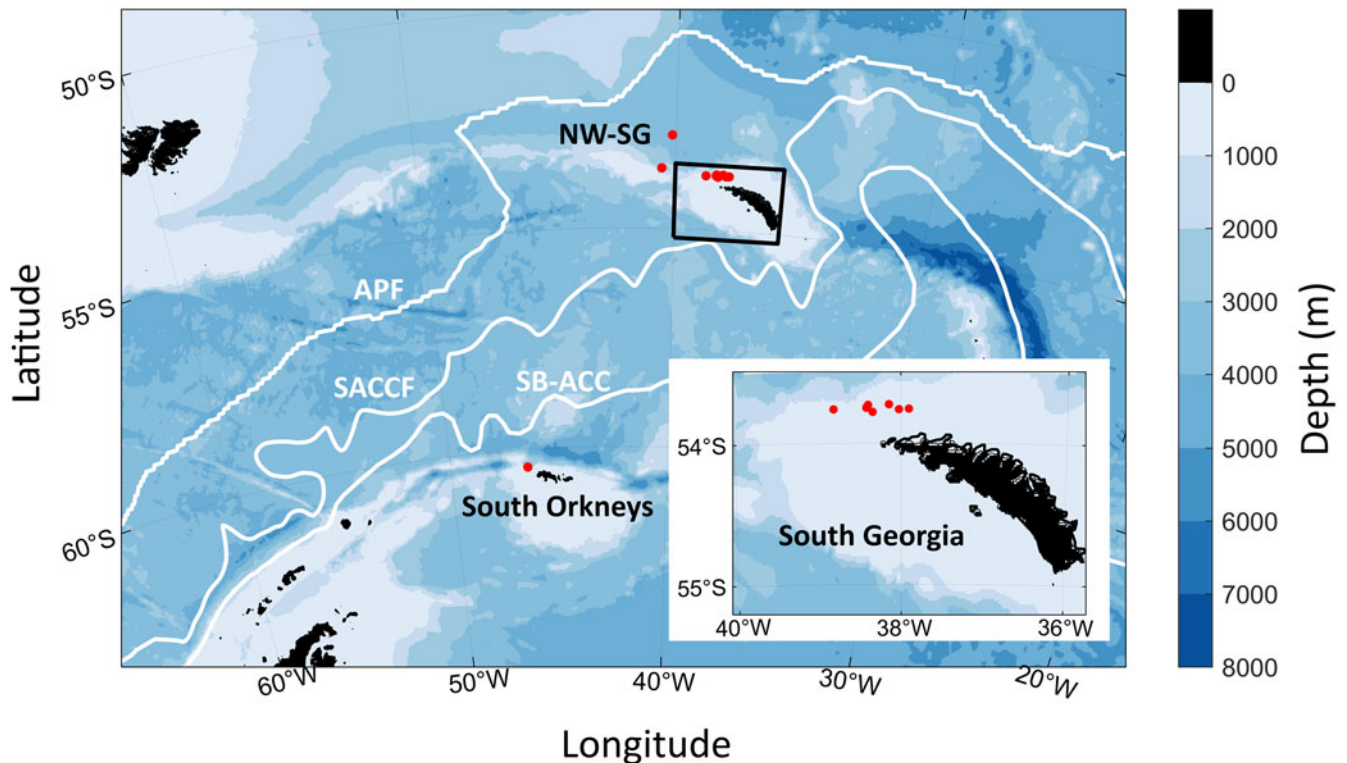 50°S
55°S
60°S
Latitude
NW-SG
APF
SACCF
SB-ACC
South Orkneys
54°S
South Georgia
55°S
40°W
38°W
36°W
60°W
50°W
40°W
30°W
20°W
Longitude
0
1000
2000
3000
4000
5000
6000
7000
8000
Depth (m)